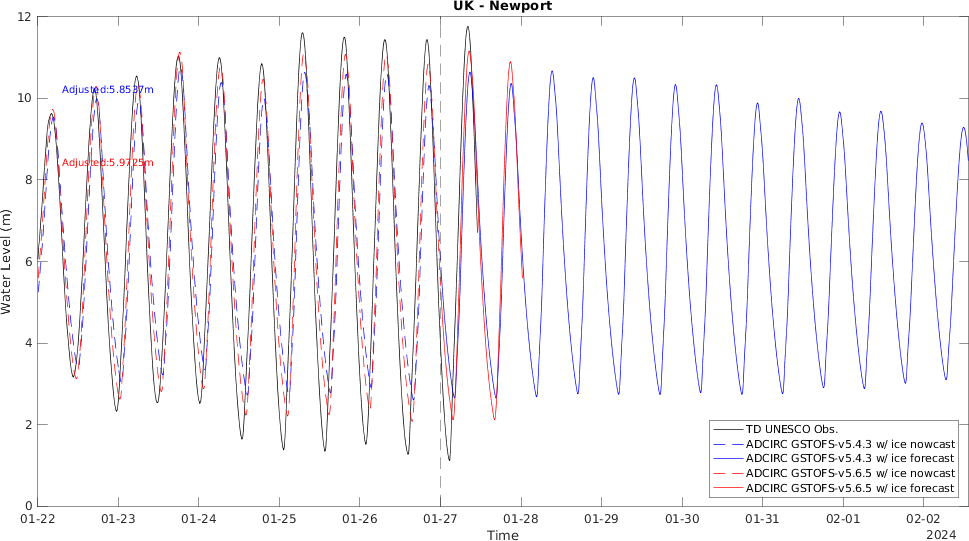 UK - Newport
12
10
8
6
4
2
0
Water Level (m)
Adjusted:5.8537m
Adjusted:5.9725m
TD UNESCO Obs.
ADCIRC GSTOFS-v5.4.3 w/ ice nowcast
ADCIRC GSTOFS-v5.4.3 w/ ice forecast
ADCIRC GSTOFS-v5.6.5 w/ ice nowcast
ADCIRC GSTOFS-v5.6.5 w/ ice forecast
01-22 01-23 01-24 01-25 01-26 01-27 01-28 01-29 01-30 01-31 02-01 02-02
Time
2024